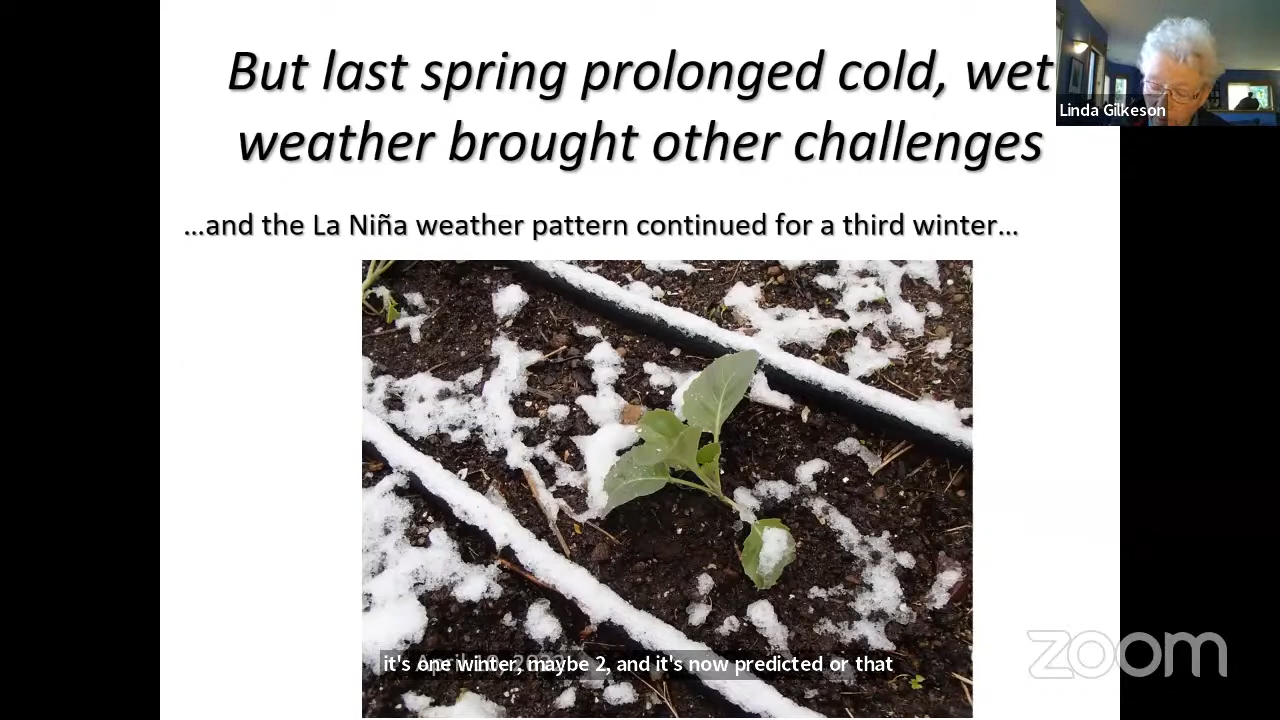 But last spring prolonged cold, wet
weather brought other challenges
Linda Gilkeson
...and the La Niña weather pattern continued for a third winter...
it's one winter, maybe 2, and it's now predicted or that
zoom